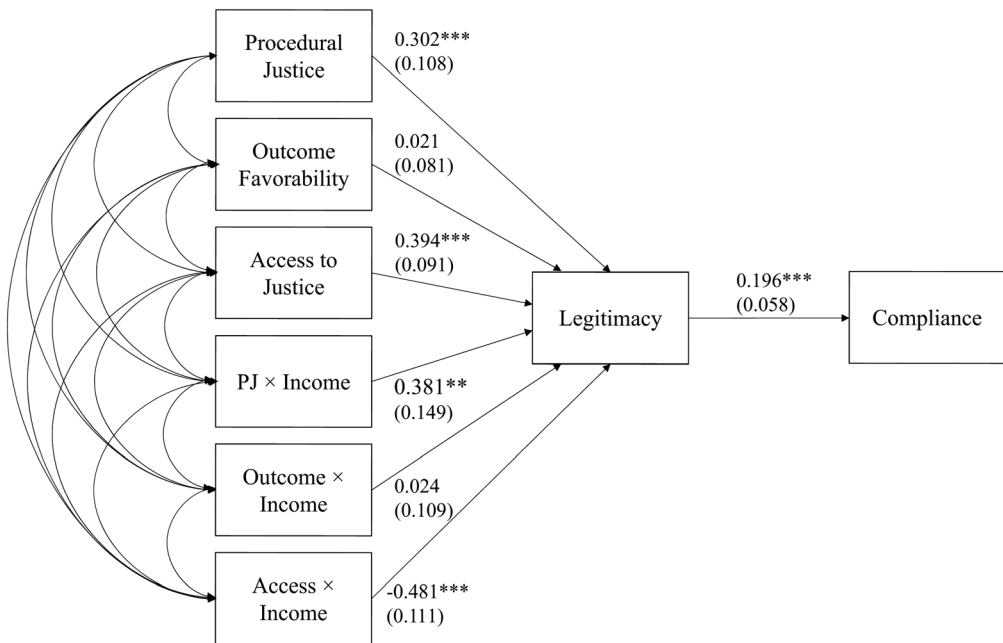 Procedural
Justice
0.302***
(0.108)
Outcome
Favorability
0.021
(0.081)
Access to
Justice
0.394***
(0.091)
PJ × Income
0.381**
(0.149)
Outcome ×
Income
0.024
(0.109)
Access ×
Income
-0.481***
(0.111)
Legitimacy
0.196***
(0.058)
Compliance